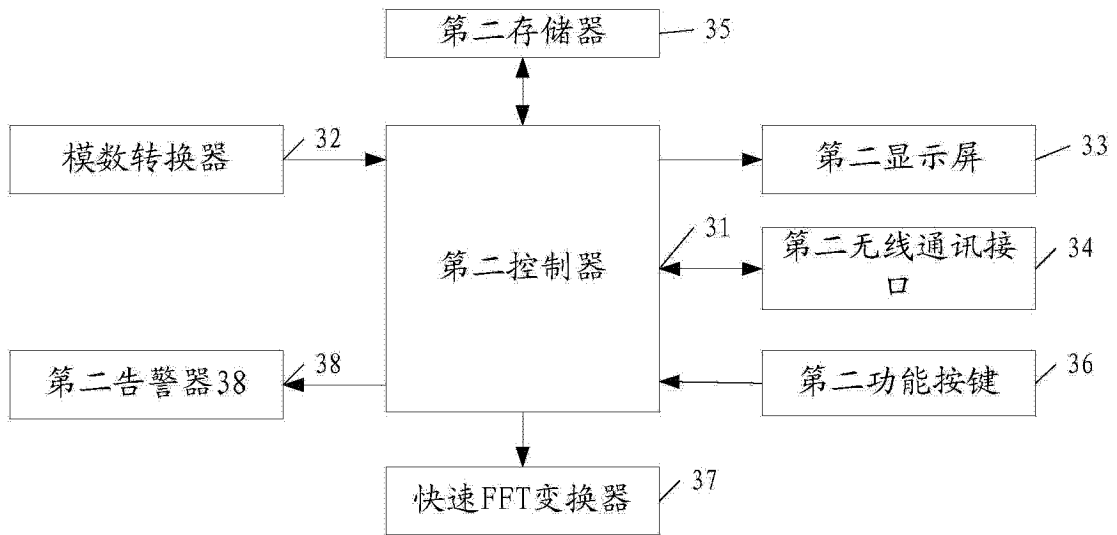 第二存储器
35
模数转换器
32
第二显示屏
33
第二控制器
31
第二无线通讯接
口
34
第二告警器38
38
第二功能按键
36
快速FFT变换器
37